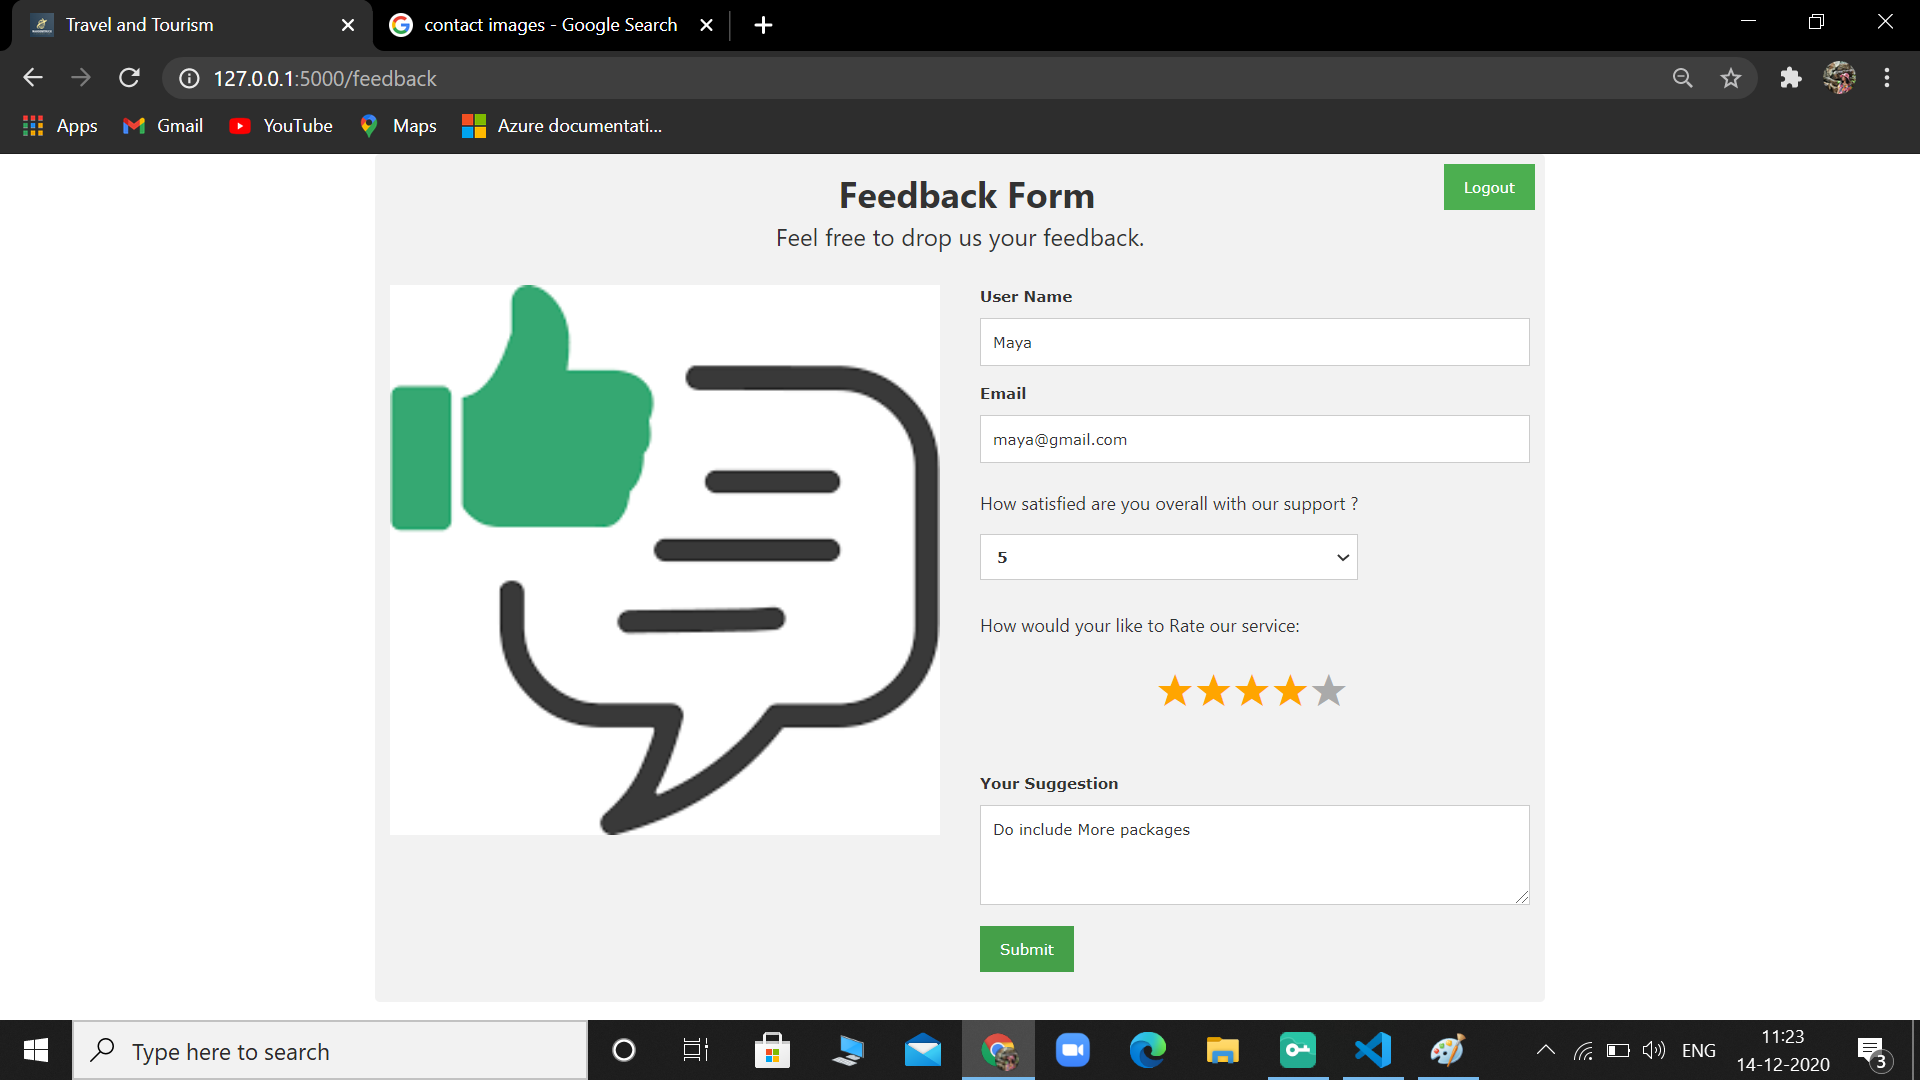 Travel and Tourism
contact images - Google Search
127.0.0.1:5000/feedback
Apps
Gmail
YouTube
Maps
Azure documentati...
Feedback Form
Logout
Feel free to drop us your feedback.
User Name
Maya
Email
maya@gmail.com
How satisfied are you overall with our support ?
5
How would your like to Rate our service:
Your Suggestion
Do include More packages
Submit
Type here to search
ENG
11:23
14-12-2020
3